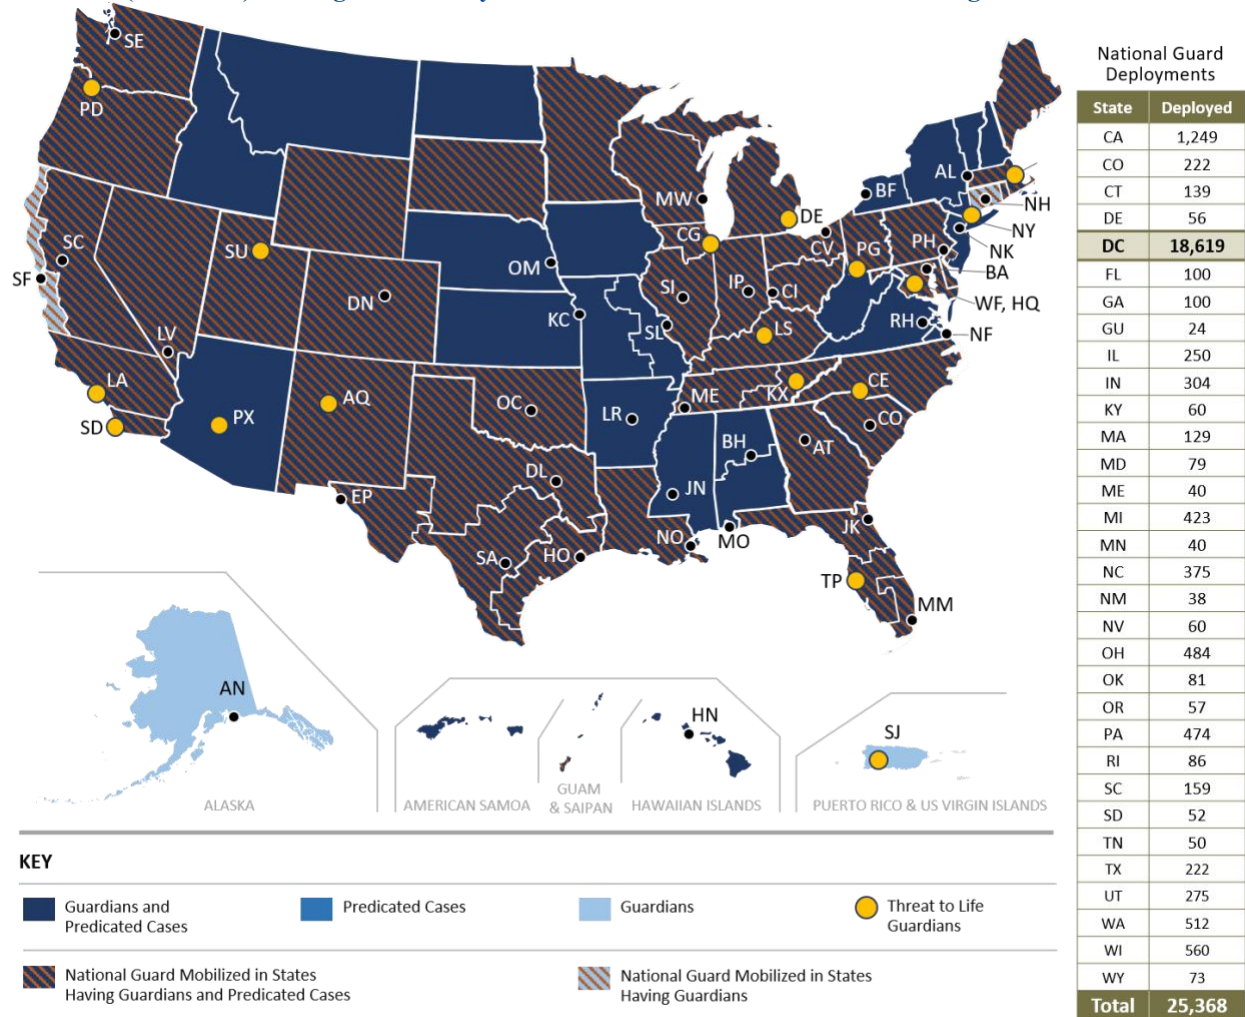 SE
PD
SC
SF
LV
LA
SD
SU
PX
AQ
DN
EP
OM
KC
OC
DL
SA
HO
MW
CG
SI
SL
IP
CI
LS
DE
CV
PG
PH
BF
AL
NH
NY
NK
BA
WF, HQ
RH
NF
KX
ME
CE
CO
LR
BH
AT
JN
NO
MO
JK
TP
MM
AN
ALASKA
AMERICAN SAMOA
GUAM
& SAIPAN
HN
HAWAIIAN ISLANDS
SJ
PUERTO RICO & US VIRGIN ISLANDS
KEY
Guardians and
Predicated Cases
Predicated Cases
Guardians
Threat to Life
Guardians
National Guard Mobilized in States
Having Guardians and Predicated Cases
National Guard Mobilized in States
Having Guardians
National Guard
Deployments
State Deployed
CA 1,249
CO 222
CT 139
DE 56
DC 18,619
FL 100
GA 100
GU 24
IL 250
IN 304
KY 60
MA 129
MD 79
ME 40
MI 423
MN 40
NC 375
NM 38
NV 60
OH 484
OK 81
OR 57
PA 474
RI 86
SC 159
SD 52
TN 50
TX 222
UT 275
WA 512
WI 560
WY 73
Total 25,368